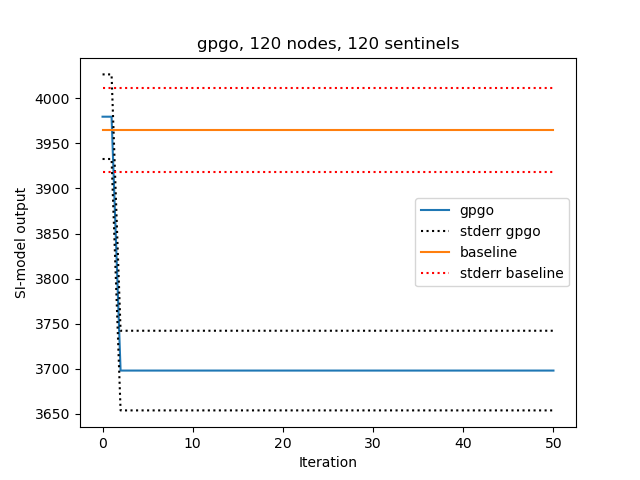 gpgo, 120 nodes, 120 sentinels
4000
3950
3900
3850
3800
3750
3700
3650
SI-model output
gpgo
stderr gpgo
baseline
stderr baseline
0 10 20 30 40 50
Iteration